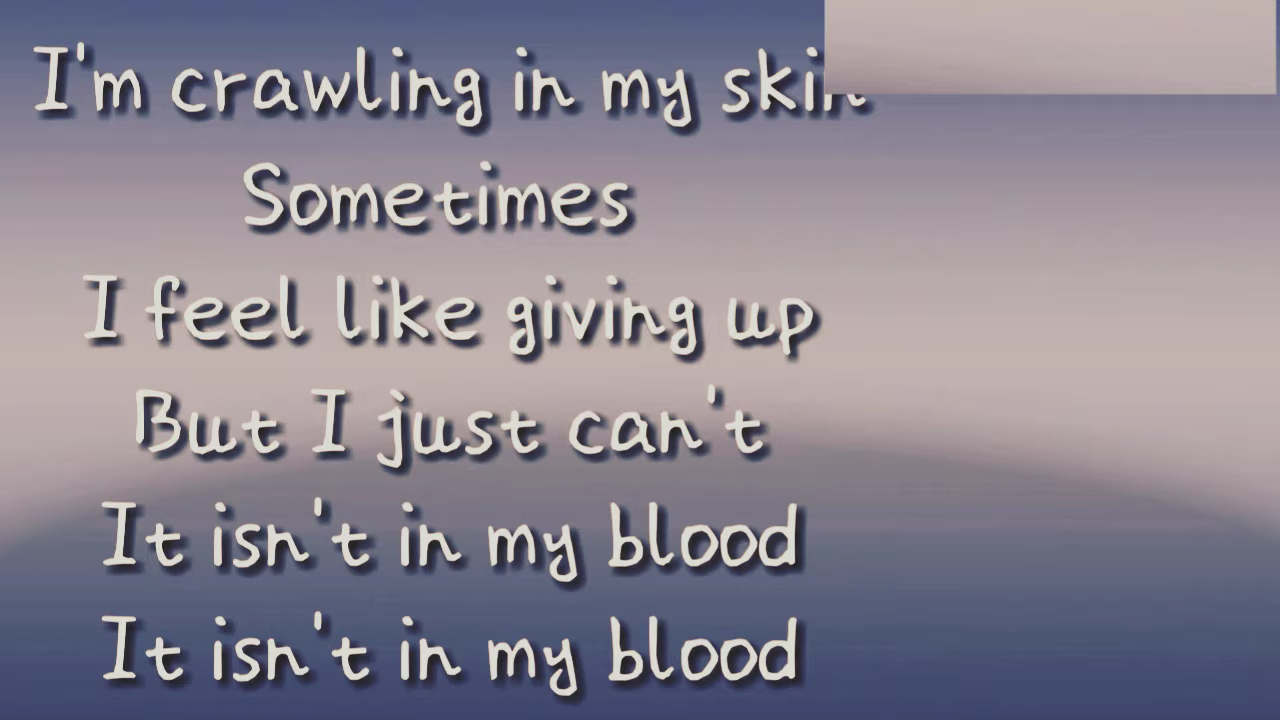 I'm crawling in my skin
Sometimes
I feel like giving up
But I just can't
It isn't in my blood
It isn't in my blood